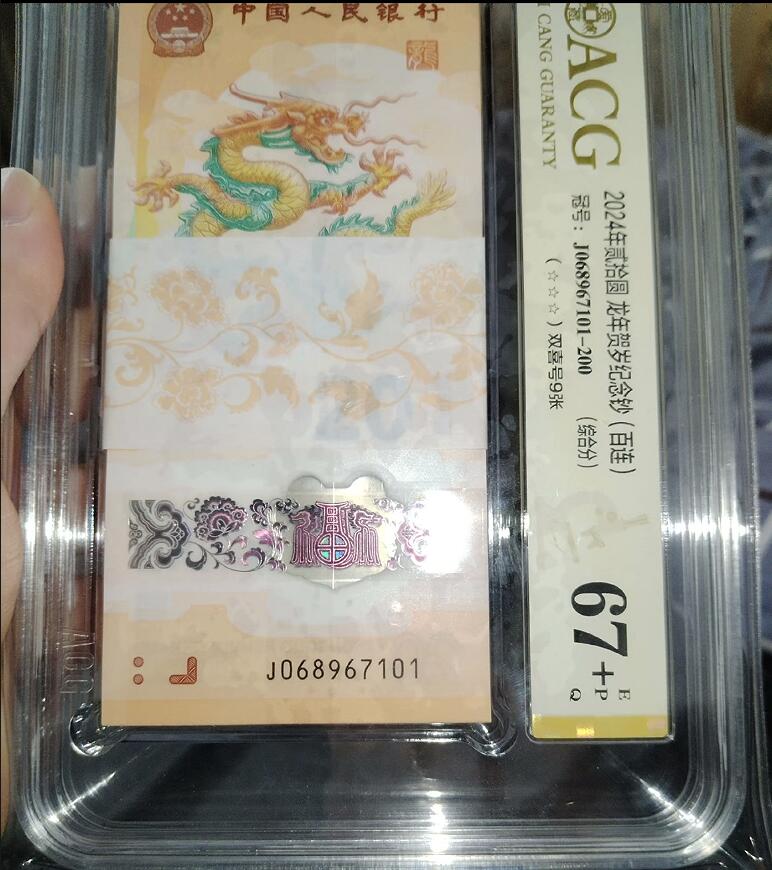 中国人民银行
J068967101
ACG
I CANG GUARANTY
2024年贰拾圆 龙年贺岁纪念钞（百连）
冠号：J068967101-200 （综合分）
（☆☆☆）双喜号9张
67+
EPQ
ACG